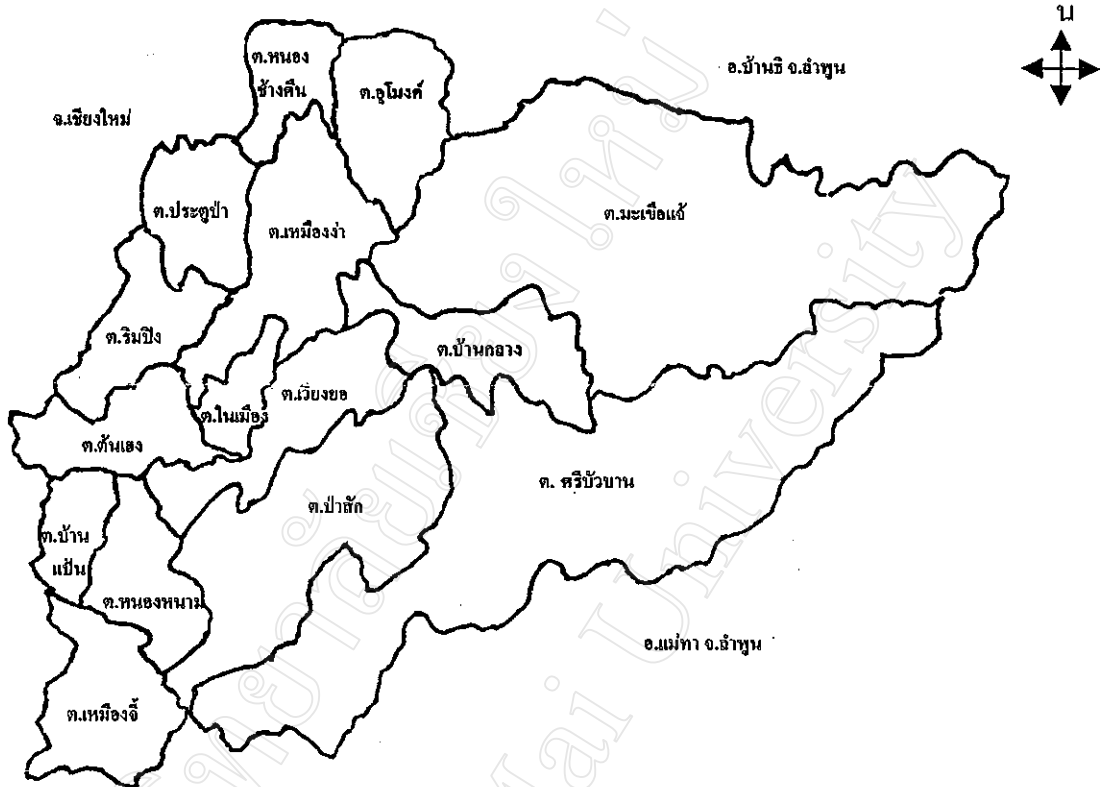 น
อ.บ้านธิ จ.ลำพูน
ต.หนอง
ช้างคืน
ต.อุโมงค์
จ.เชียงใหม่
ต.ประตูป่า
ต.เหมืองง่า
ต.มะเขือแจ้
ต.ริมปิง
ต.บ้านกลาง
ต.เวียงยอ
ต.ในเมือง
ต.ต้นเธง
ต. ศรีบัวบาน
ต.ป่าสัก
ต.บ้าน
แป้น
ต.หนองหนาม
อ.แม่ทา จ.ลำพูน
ต.เหมืองจี้
Mai University